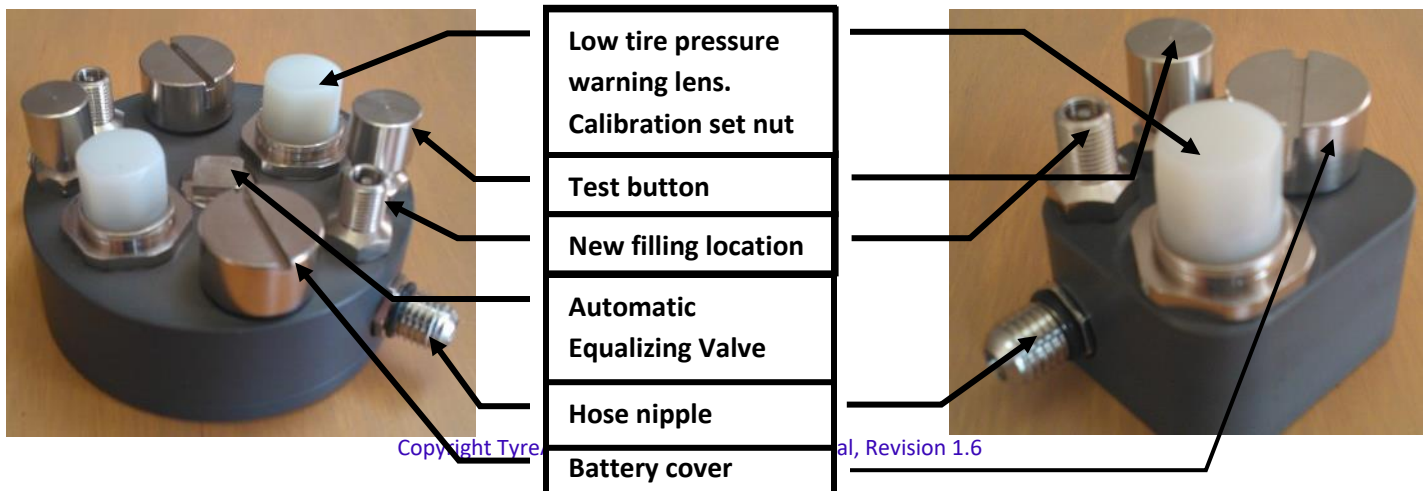 Low tire pressure
warning lens.
Calibration set nut
Test button
New filling location
Automatic
Equalizing Valve
Hose nipple
Copyright Tyre al, Revision 1.6
Battery cover